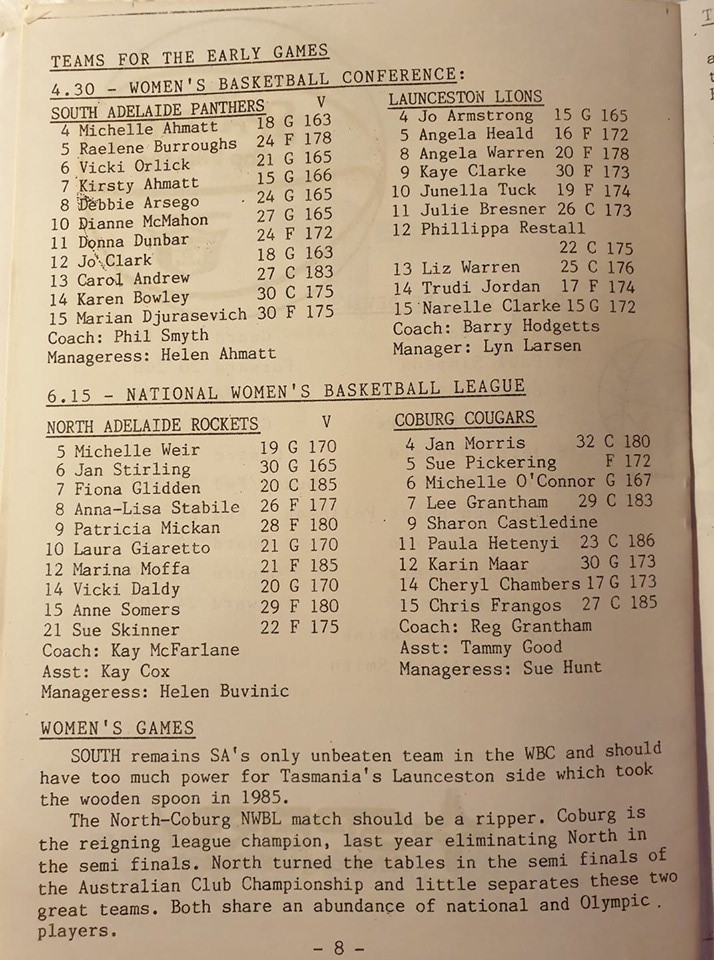 TEAMS FOR THE EARLY GAMES
4.30 - WOMEN'S BASKETBALL CONFERENCE:
SOUTH ADELAIDE PANTHERS V
4 Michelle Ahmatt 18 G 163
5 Raelene Burroughs 24 F 178
6 Vicki Orlick 21 G 165
7 Kirsty Ahmatt 15 G 166
8 Debbie Arsego 24 G 165
10 Dianne McMahon 27 G 165
11 Donna Dunbar 24 F 172
12 Jo Clark 18 G 163
13 Carol Andrew 27 C 183
14 Karen Bowley 30 C 175
15 Marian Djurasevich 30 F 175
Coach: Phil Smyth
Manageress: Helen Ahmatt
LAUNCESTON LIONS
4 Jo Armstrong 15 G 165
5 Angela Heald 16 F 172
8 Angela Warren 20 F 178
9 Kaye Clarke 30 F 173
10 Junella Tuck 19 F 174
11 Julie Bresner 26 C 173
12 Phillippa Restall
22 C 175
13 Liz Warren 25 C 176
14 Trudi Jordan 17 F 174
15 Narelle Clarke 15 G 172
Coach: Barry Hodgetts
Manager: Lyn Larsen
6.15 - NATIONAL WOMEN'S BASKETBALL LEAGUE
NORTH ADELAIDE ROCKETS V
5 Michelle Weir 19 G 170
6 Jan Stirling 30 G 165
7 Fiona Glidden 20 C 185
8 Anna-Lisa Stabile 26 F 177
9 Patricia Mickan 28 F 180
10 Laura Giaretto 21 G 170
12 Marina Moffa 21 F 185
14 Vicki Daldy 20 G 170
15 Anne Somers 29 F 180
21 Sue Skinner 22 F 175
Coach: Kay McFarlane
Asst: Kay Cox
Manageress: Helen Buvinic
COBURG COUGARS
4 Jan Morris 32 C 180
5 Sue Pickering F 172
6 Michelle O'Connor G 167
7 Lee Grantham 29 C 183
9 Sharon Castledine
11 Paula Hetenyi 23 C 186
12 Karin Maar 30 G 173
14 Cheryl Chambers 17 G 173
15 Chris Frangos 27 C 185
Coach: Reg Grantham
Asst: Tammy Good
Manageress: Sue Hunt
WOMEN'S GAMES
SOUTH remains SA's only unbeaten team in the WBC and should
have too much power for Tasmania's Launceston side which took
the wooden spoon in 1985.
The North-Coburg NWBL match should be a ripper. Coburg is
the reigning league champion, last year eliminating North in
the semi finals. North turned the tables in the semi finals of
the Australian Club Championship and little separates these two
great teams. Both share an abundance of national and Olympic
players.
- 8 -